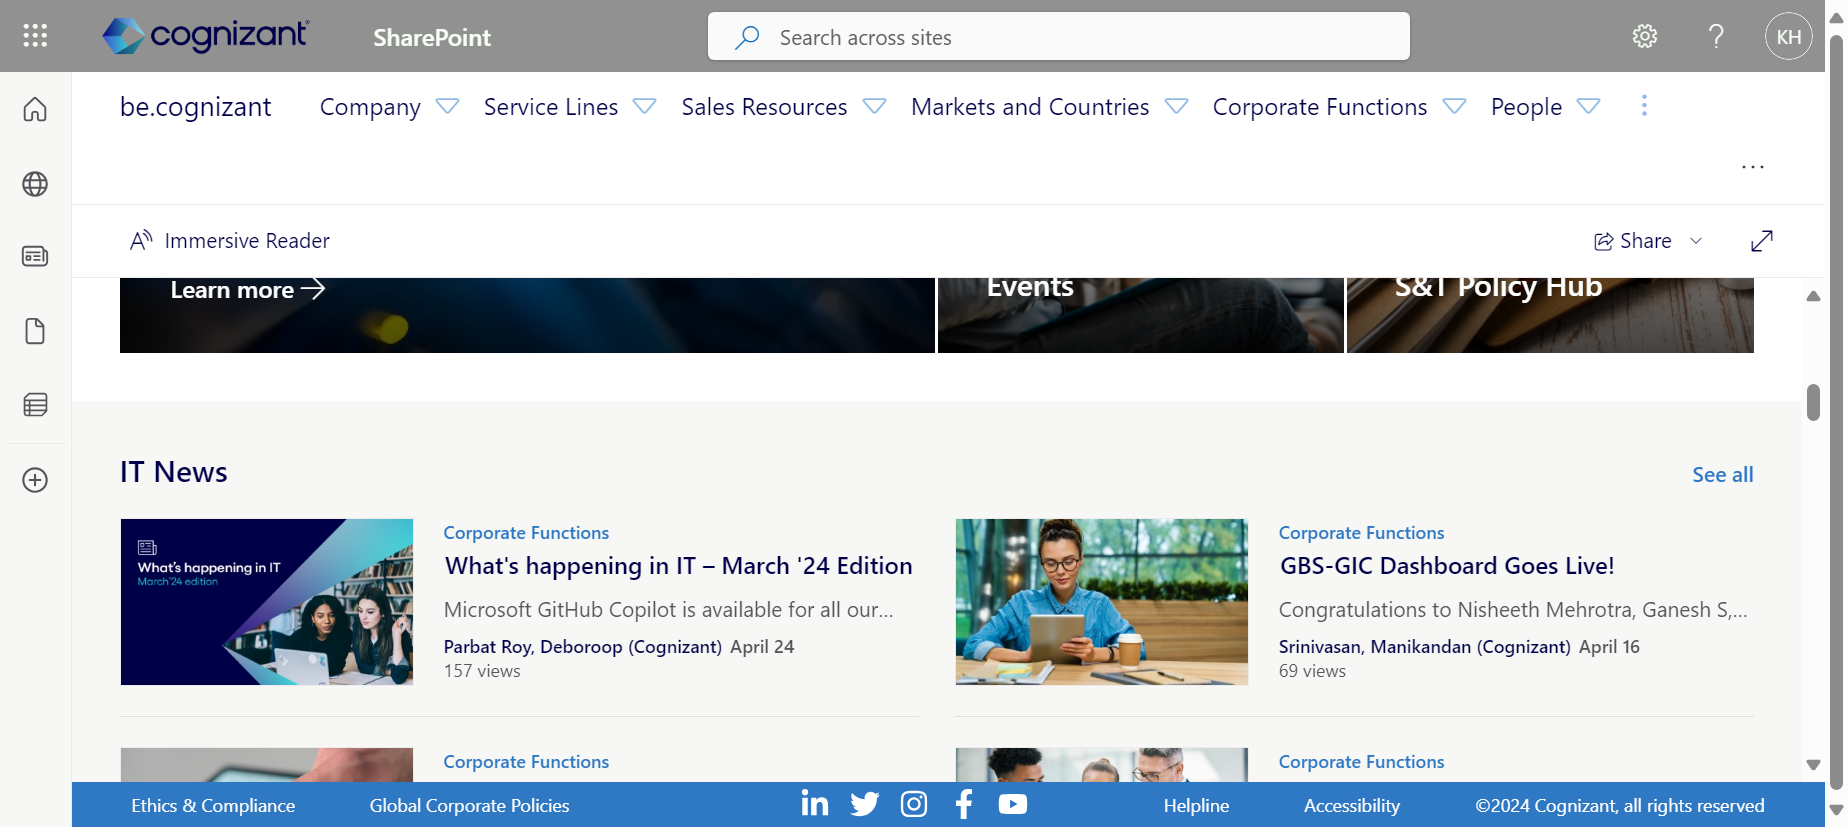 cognizant
SharePoint
Search across sites
KH
be.cognizant
Company
Service Lines
Sales Resources
Markets and Countries
Corporate Functions
People
Immersive Reader
Share
Learn more
Events
S&T Policy Hub
IT News
See all
What's happening in IT
March'24 edition
Corporate Functions
What's happening in IT – March '24 Edition
Microsoft GitHub Copilot is available for all our...
Parbat Roy, Deboroop (Cognizant) April 24
157 views
Corporate Functions
GBS-GIC Dashboard Goes Live!
Congratulations to Nisheeth Mehrotra, Ganesh S,...
Srinivasan, Manikandan (Cognizant) April 16
69 views
Corporate Functions
Corporate Functions
Ethics & Compliance
Global Corporate Policies
Helpline
Accessibility
©2024 Cognizant, all rights reserved